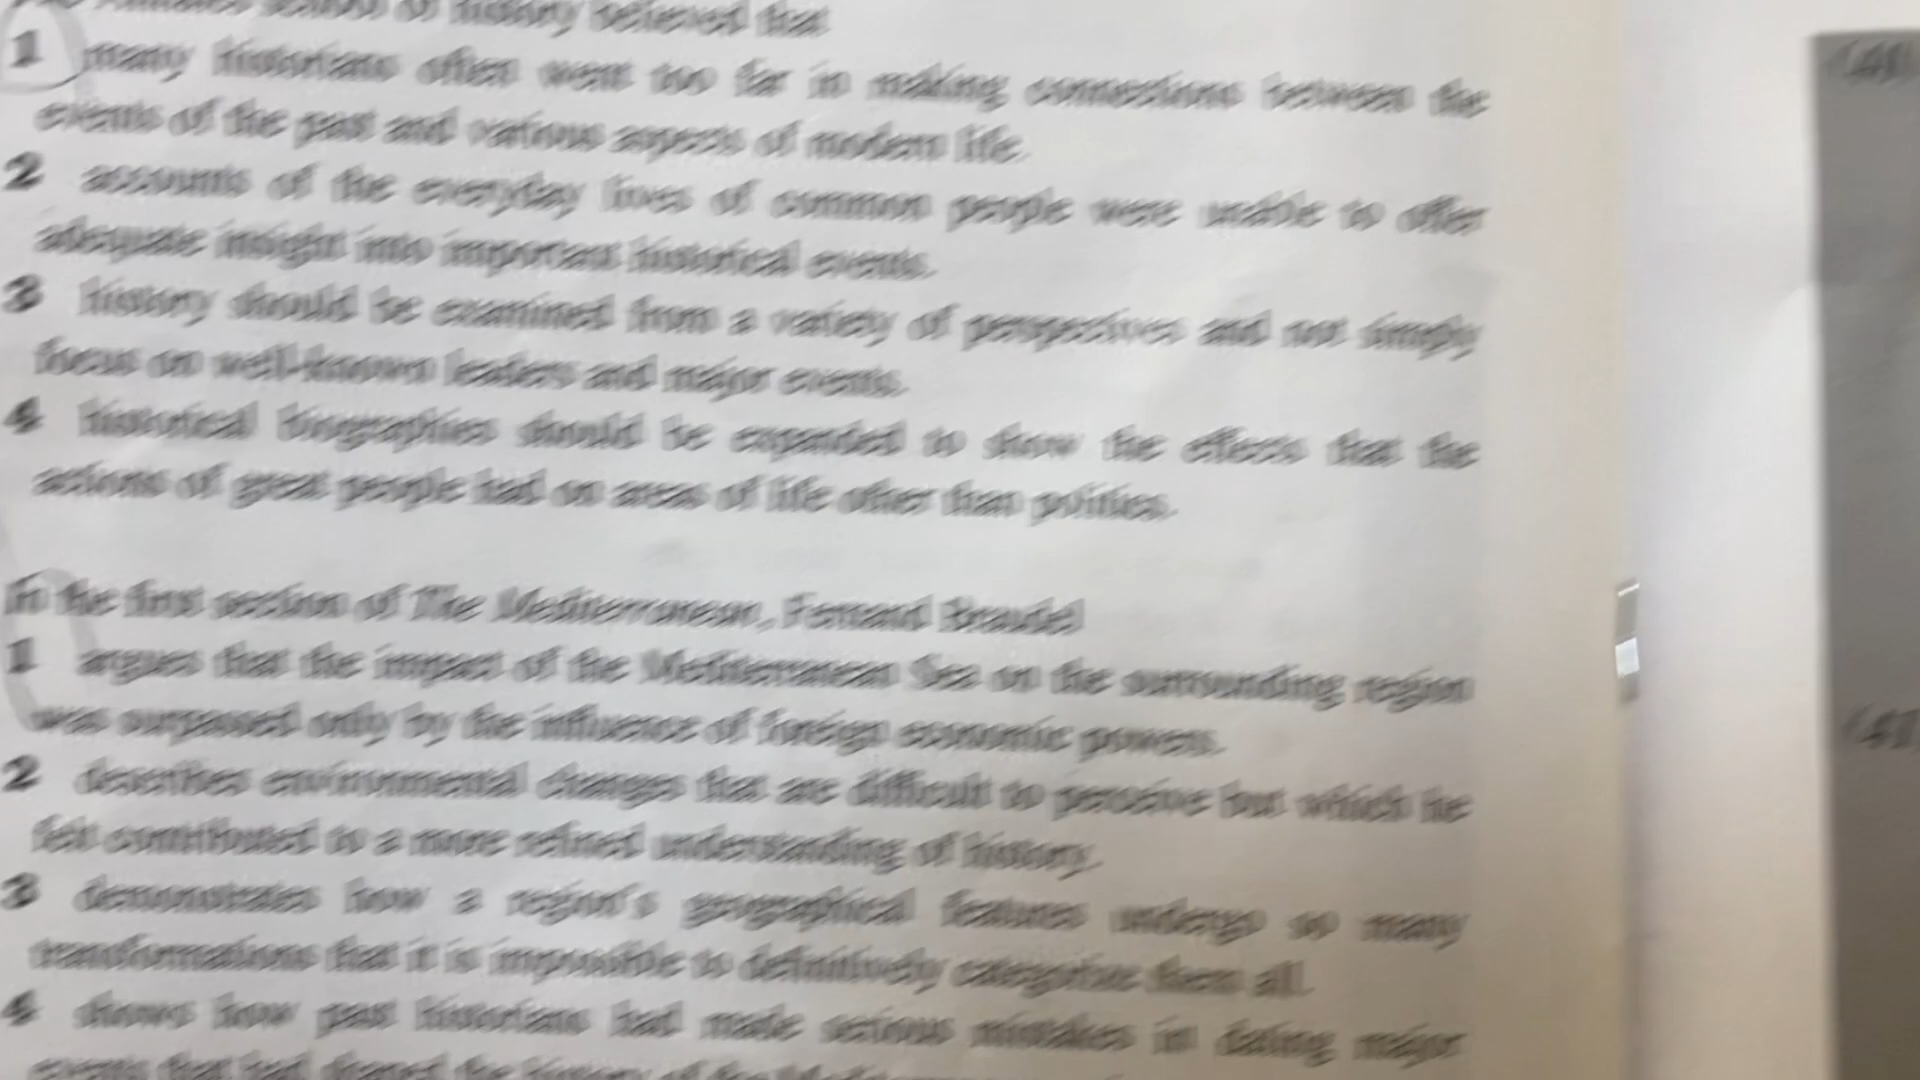 school of history believed that
1 many historians often went too far in making connections between the
events of the past and various aspects of modern life.
2 accounts of the everyday lives of common people were unable to offer
adequate insight into important historical events.
3 history should be examined from a variety of perspectives and not simply
focus on well-known leaders and major events.
4 historical biographies should be expanded to show the effects that the
actions of great people had on areas of life other than politics.
In the first section of The Mediterranean, Fernand Braudel
1 argues that the impact of the Mediterranean Sea on the surrounding region
was surpassed only by the influence of foreign economic powers.
2 describes environmental changes that are difficult to perceive but which he
felt contributed to a more refined understanding of history.
3 demonstrates how a region's geographical features undergo so many
transformations that it is impossible to definitively categorize them all.
4 shows how past historians had made serious mistakes in dating major
events that had shaped the history of the